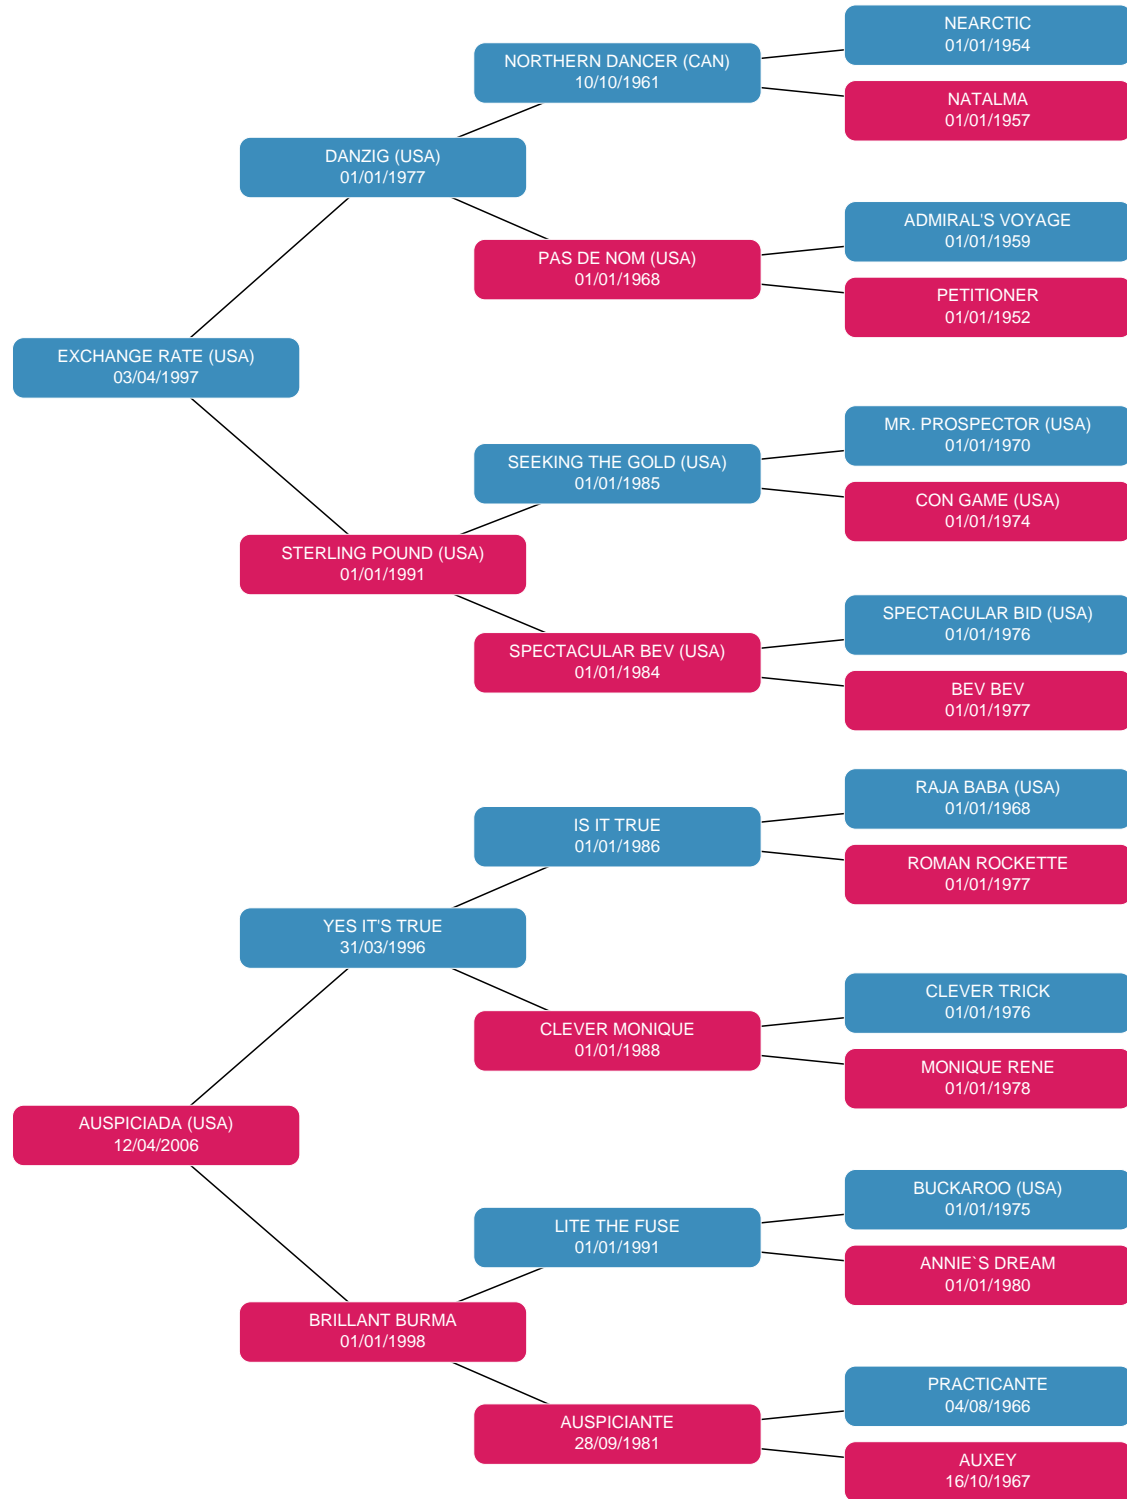 NEARCTIC
01/01/1954
NORTHERN DANCER (CAN)
10/10/1961
NATALMA
01/01/1957
DANZIG (USA)
01/01/1977
ADMIRAL'S VOYAGE
01/01/1959
PAS DE NOM (USA)
01/01/1968
PETITIONER
01/01/1952
EXCHANGE RATE (USA)
03/04/1997
MR. PROSPECTOR (USA)
01/01/1970
SEEKING THE GOLD (USA)
01/01/1985
CON GAME (USA)
01/01/1974
STERLING POUND (USA)
01/01/1991
SPECTACULAR BID (USA)
01/01/1976
SPECTACULAR BEV (USA)
01/01/1984
BEV BEV
01/01/1977
RAJA BABA (USA)
01/01/1968
IS IT TRUE
01/01/1986
ROMAN ROCKETTE
01/01/1977
YES IT'S TRUE
31/03/1996
CLEVER TRICK
01/01/1976
CLEVER MONIQUE
01/01/1988
MONIQUE RENE
01/01/1978
AUSPICIADA (USA)
12/04/2006
BUCKAROO (USA)
01/01/1975
LITE THE FUSE
01/01/1991
ANNIE`S DREAM
01/01/1980
BRILLANT BURMA
01/01/1998
PRACTICANTE
04/08/1966
AUSPICIANTE
28/09/1981
AUXEY
16/10/1967